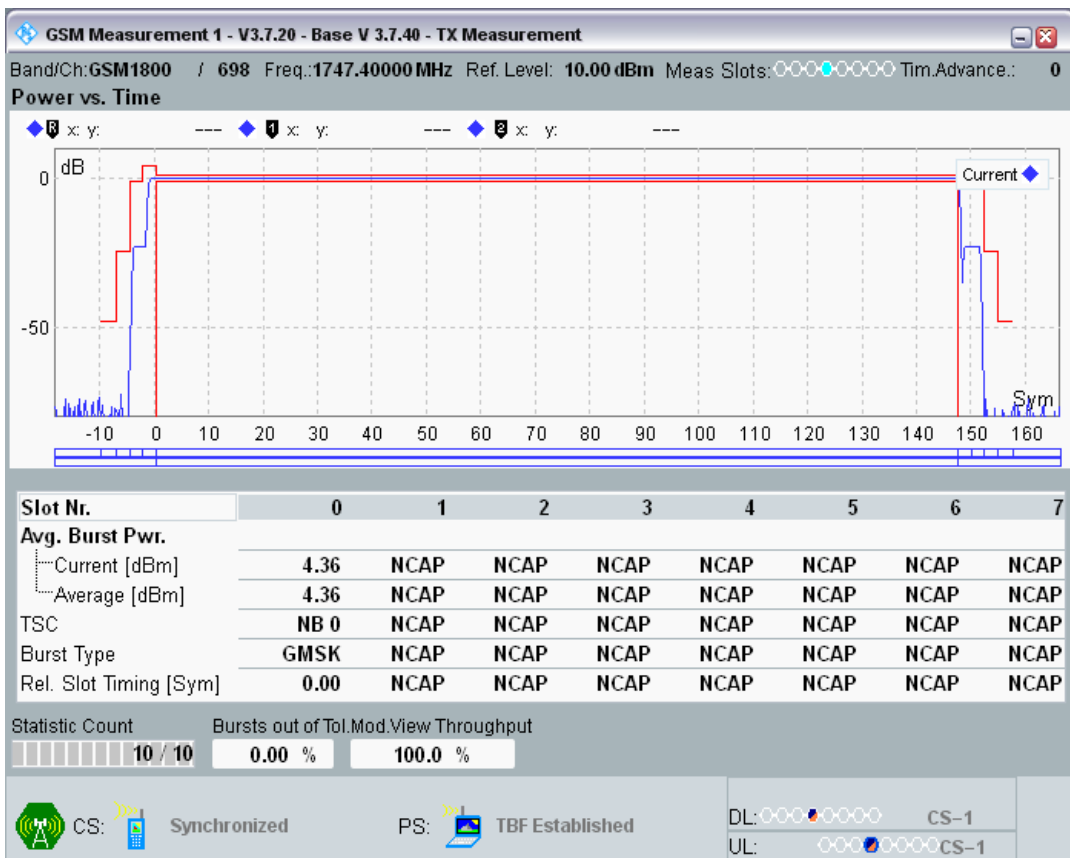 GSM Measurement 1 - V3.7.20 - Base V 3.7.40 - TX Measurement
Band/Ch:GSM1800 / 698 Freq.:1747.40000 MHz Ref. Level: 10.00 dBm Meas Slots: Tim.Advance.: 0
Power vs. Time
R x: y: --- 1 x: y: --- 2 x: y: ---
dB
Current
0
-50
Sym
-10 0 10 20 30 40 50 60 70 80 90 100 110 120 130 140 150 160
Slot Nr. 0 1 2 3 4 5 6 7
Avg. Burst Pwr.
Current [dBm] 4.36 NCAP NCAP NCAP NCAP NCAP NCAP NCAP
Average [dBm] 4.36 NCAP NCAP NCAP NCAP NCAP NCAP NCAP
TSC NB 0 NCAP NCAP NCAP NCAP NCAP NCAP NCAP
Burst Type GMSK NCAP NCAP NCAP NCAP NCAP NCAP NCAP
Rel. Slot Timing [Sym] 0.00 NCAP NCAP NCAP NCAP NCAP NCAP NCAP
Statistic Count Bursts out of Tol. Mod.View Throughput
10 / 10 0.00 % 100.0 %
CS: Synchronized PS: TBF Established
DL: CS-1
UL: CS-1